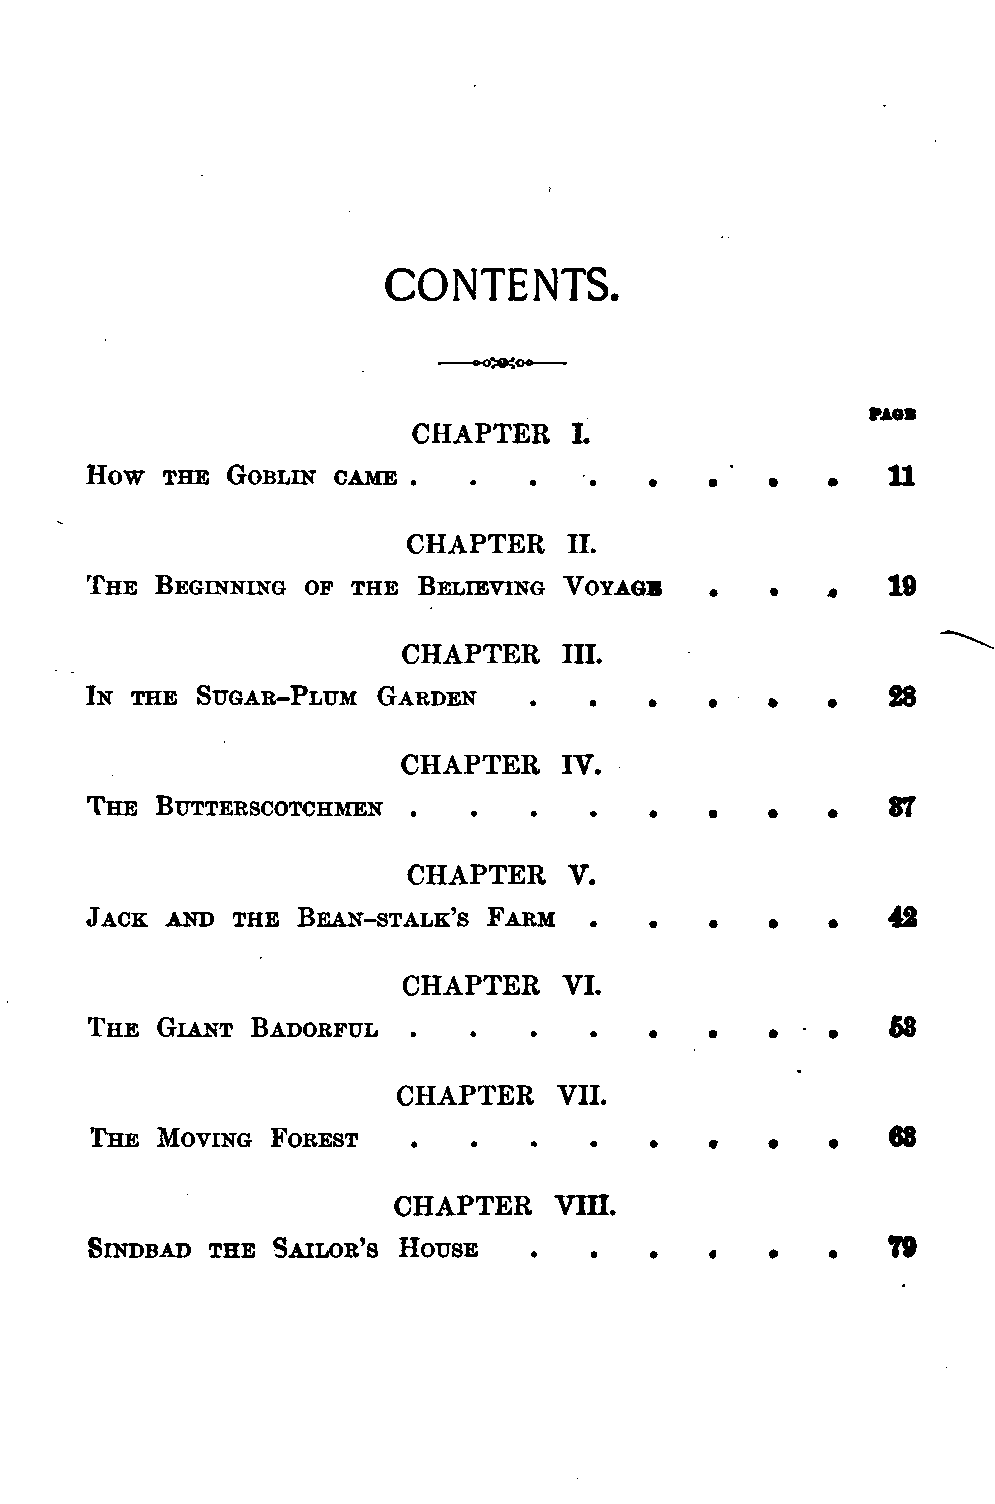 CONTENTS.
PAGE
CHAPTER I.
How the Goblin came . . . . . . . . 11
CHAPTER II.
The Beginning of the Believing Voyage . . . 19
CHAPTER III.
In the Sugar-Plum Garden . . . . . . 28
CHAPTER IV.
The Butterscotchmen . . . . . . . . 37
CHAPTER V.
Jack and the Bean-stalk's Farm . . . . . 42
CHAPTER VI.
The Giant Badorful . . . . . . . . 53
CHAPTER VII.
The Moving Forest . . . . . . . . 68
CHAPTER VIII.
Sindbad the Sailor's House . . . . . . 79